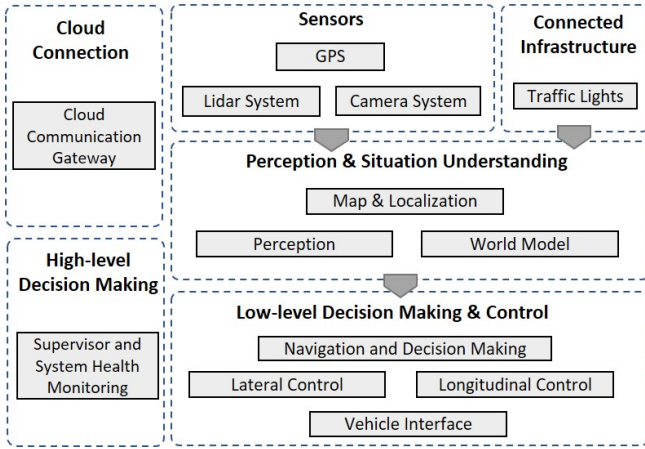 Cloud
Connection
Cloud
Communication
Gateway
Sensors
GPS
Lidar System
Camera System
Connected
Infrastructure
Traffic Lights
Perception & Situation Understanding
Map & Localization
Perception
World Model
High-level
Decision Making
Supervisor and
System Health
Monitoring
Low-level Decision Making & Control
Navigation and Decision Making
Lateral Control
Longitudinal Control
Vehicle Interface